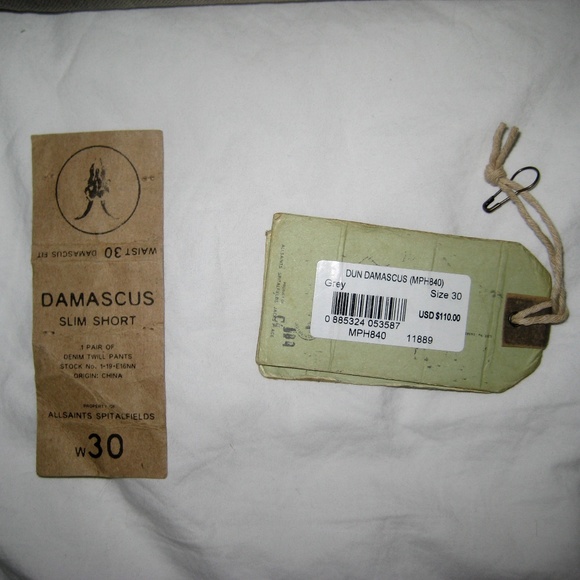 WAIST 30 DAMASCUS FIT
DAMASCUS
SLIM SHORT
1 PAIR OF
DENIM TWILL PANTS
STOCK No. 1-19-E16NN
ORIGIN: CHINA
PROPERTY OF
ALLSAINTS SPITALFIELDS
W30
DUN DAMASCUS (MPH840)
Grey
Size 30
USD $110.00
0 885324 053587
MPH840 11889